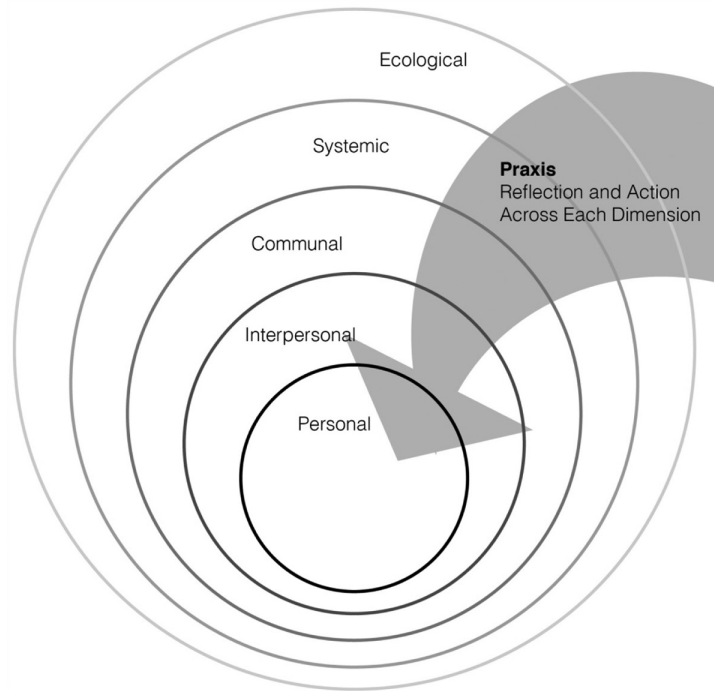 Ecological
Systemic
Praxis
Reflection and Action
Across Each Dimension
Communal
Interpersonal
Personal